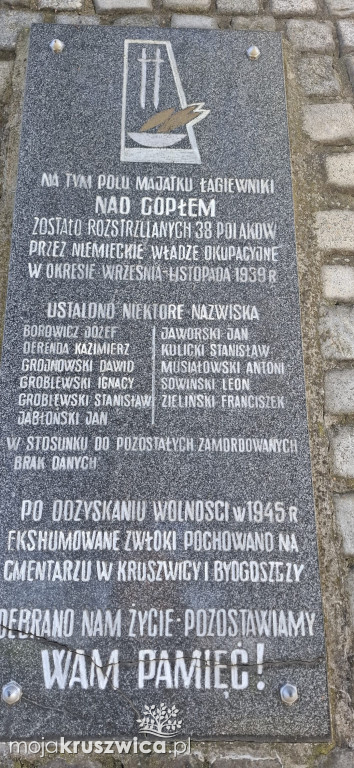 NA TYM POLU MAJĄTKU ŁAGIEWNIKI
NAD GOPŁEM
ZOSTAŁO ROZSTRZELANYCH 38 POLAKÓW
PRZEZ NIEMIECKIE WŁADZE OKUPACYJNE
W OKRESIE WRZEŚNIA-LISTOPADA 1939 R
USTALONO NIEKTÓRE NAZWISKA
BOROWICZ JÓZEF
DERENDA KAZIMIERZ
GROJNOWSKI DAWID
GROBLEWSKI IGNACY
GROBLEWSKI STANISŁAW
JABŁOŃSKI JAN
JAWORSKI JAN
KULICKI STANISŁAW
MUSIAŁOWSKI ANTONI
SOWIŃSKI LEON
ZIELIŃSKI FRANCISZEK
W STOSUNKU DO POZOSTAŁYCH ZAMORDOWANYCH
BRAK DANYCH
PO ODZYSKANIU WOLNOŚCI W 1945 R
EKSHUMOWANE ZWŁOKI POCHOWANO NA
CMENTARZU W KRUSZWICY I BYDGOSZCZY
ODEBRANO NAM ŻYCIE - POZOSTAWIAMY
WAM PAMIĘĆ!
mojakruszwica.pl